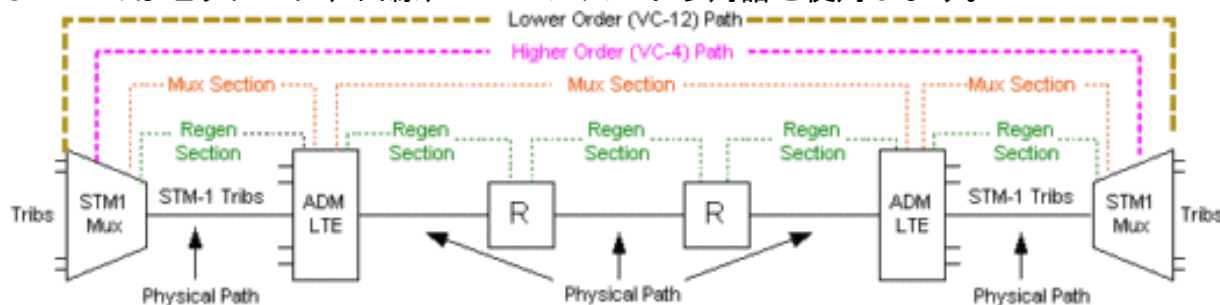 Lower Order (VC-12) Path
Higher Order (VC-4) Path
Mux Section
Mux Section
Mux Section
Regen Section
Regen Section
Regen Section
Regen Section
Regen Section
Tribs
STM1 Mux
STM-1 Tribs
ADM LTE
R
R
ADM LTE
STM-1 Tribs
STM1 Mux
Tribs
Physical Path
Physical Path
Physical Path